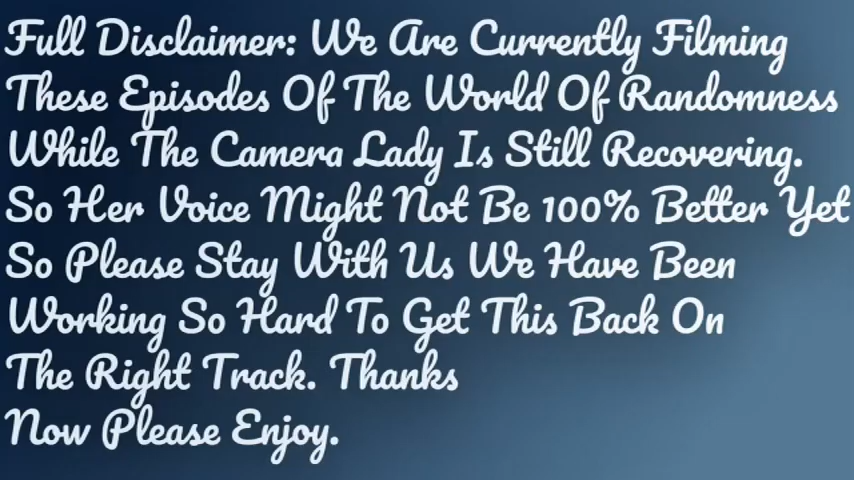 Full Disclaimer: We Are Currently Filming
These Episodes Of The World Of Randomness
While The Camera Lady Is Still Recovering.
So Her Voice Might Not Be 100% Better Yet
So Please Stay With Us We Have Been
Working So Hard To Get This Back On
The Right Track. Thanks
Now Please Enjoy.